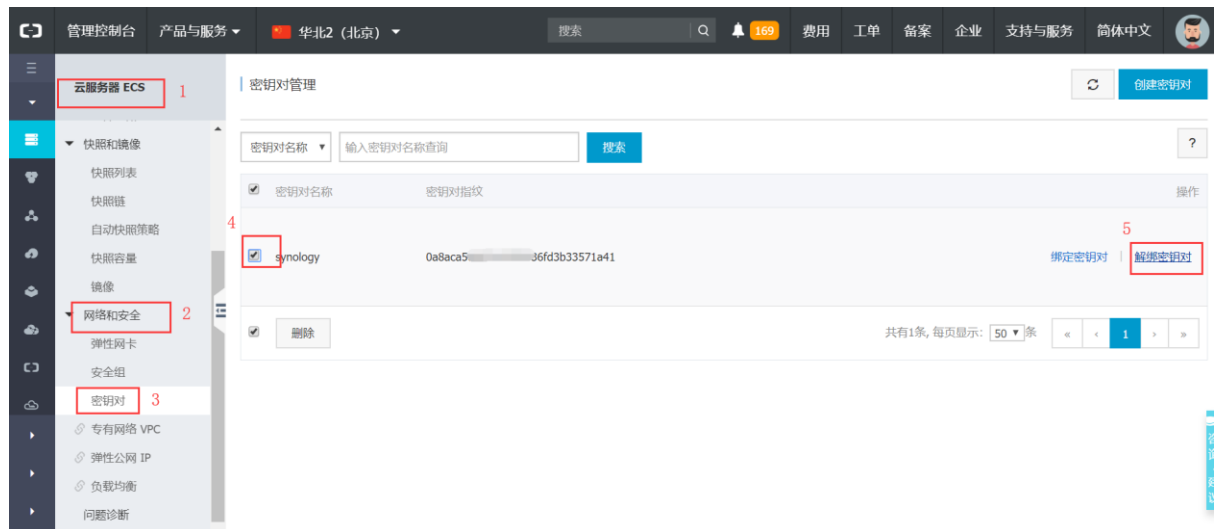 管理控制台 产品与服务 华北2（北京） 搜索 169 费用 工单 备案 企业 支持与服务 简体中文
云服务器 ECS 1
密钥对管理 创建密钥对
快照和镜像
密钥对名称 输入密钥对名称查询 搜索 ?
快照列表
密钥对名称 密钥对指纹 操作
快照链
自动快照策略
4 5
快照容量
synology 0a8aca5 36fd3b33571a41 绑定密钥对 | 解绑密钥对
镜像
网络和安全 2
删除 共有1条, 每页显示: 50 条 « ‹ 1 › »
弹性网卡
安全组
密钥对 3
专有网络 VPC
弹性公网 IP
负载均衡
问题诊断
咨询·建议